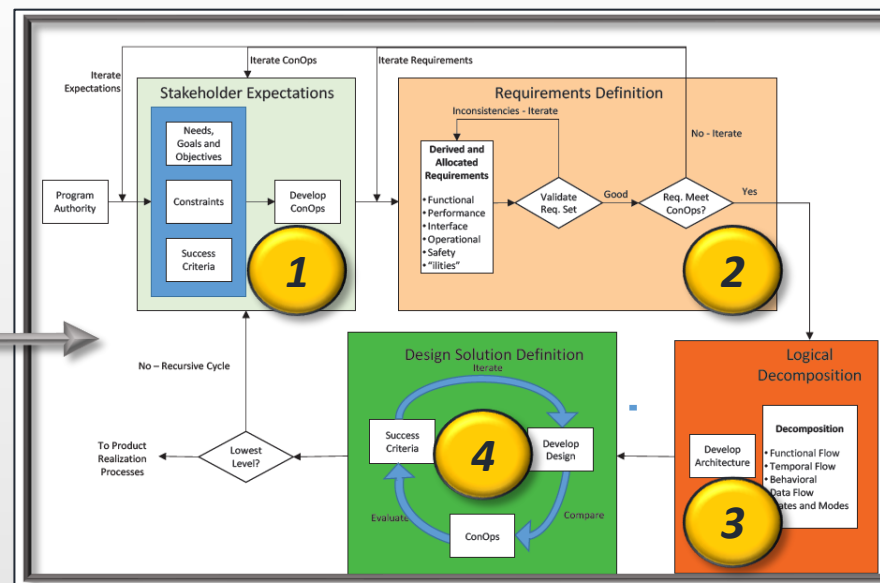 Iterate ConOps
Iterate Requirements
Iterate
Expectations
Stakeholder Expectations
Needs,
Goals and
Objectives
Program
Authority
Constraints
Develop
ConOps
Success
Criteria
1
Requirements Definition
Inconsistencies - Iterate
No - Iterate
Derived and
Allocated
Requirements
• Functional
• Performance
• Interface
• Operational
• Safety
• "ilities"
Validate
Req. Set
Good
Req. Meet
ConOps?
Yes
2
Logical
Decomposition
Decomposition
• Functional Flow
• Temporal Flow
• Behavioral
Data Flow
and Modes
Develop
Architecture
3
Design Solution Definition
Iterate
Success
Criteria
4
Develop
Design
Evaluate
Compare
ConOps
No – Recursive Cycle
Lowest
Level?
To Product
Realization
Processes